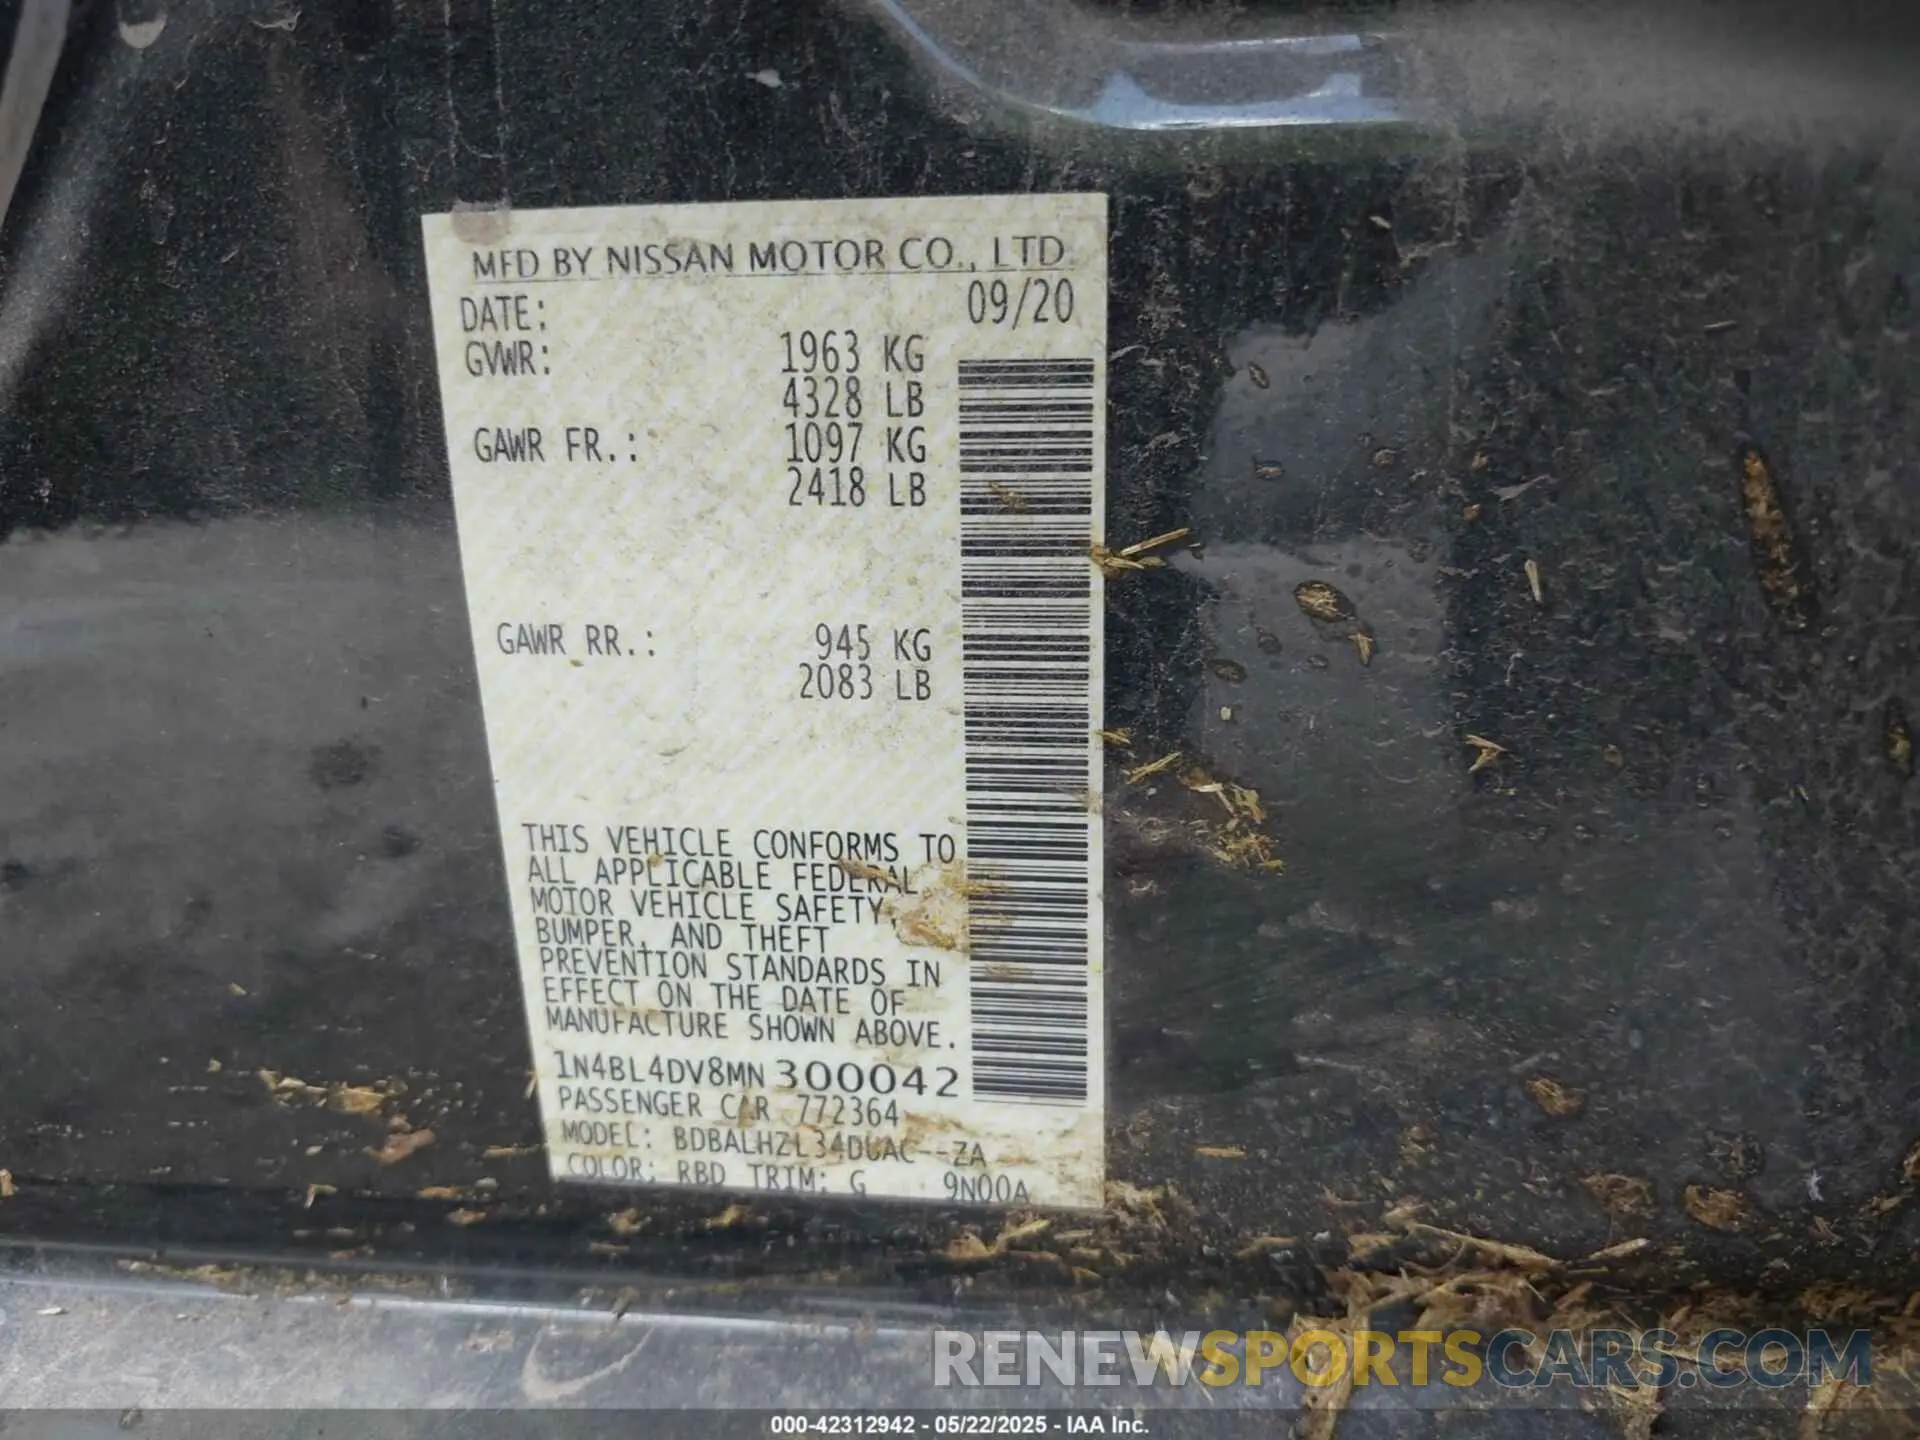 MFD BY NISSAN MOTOR CO., LTD.
DATE: 09/20
GVWR: 1963 KG
4328 LB
GAWR FR.: 1097 KG
2418 LB
GAWR RR.: 945 KG
2083 LB
THIS VEHICLE CONFORMS TO
ALL APPLICABLE FEDERAL
MOTOR VEHICLE SAFETY,
BUMPER, AND THEFT
PREVENTION STANDARDS IN
EFFECT ON THE DATE OF
MANUFACTURE SHOWN ABOVE.
1N4BL4DV8MN300042
PASSENGER CAR 772364
MODEL: BDBALHZL34DUAC--ZA
COLOR: RBD TRIM: G 9N00A
RENEWSPORTSCARS.COM
000-42312942 - 05/22/2025 - IAA Inc.